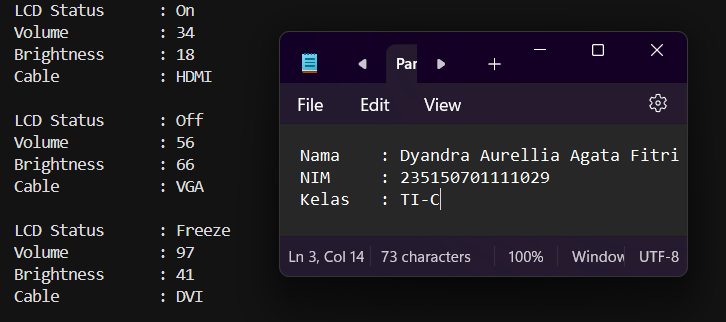 LCD Status : On
Volume : 34
Brightness : 18
Cable : HDMI
LCD Status : Off
Volume : 56
Brightness : 66
Cable : VGA
LCD Status : Freeze
Volume : 97
Brightness : 41
Cable : DVI
Par
File Edit View
Nama : Dyandra Aurellia Agata Fitri
NIM : 235150701111029
Kelas : TI-C
Ln 3, Col 14 73 characters 100% Window UTF-8